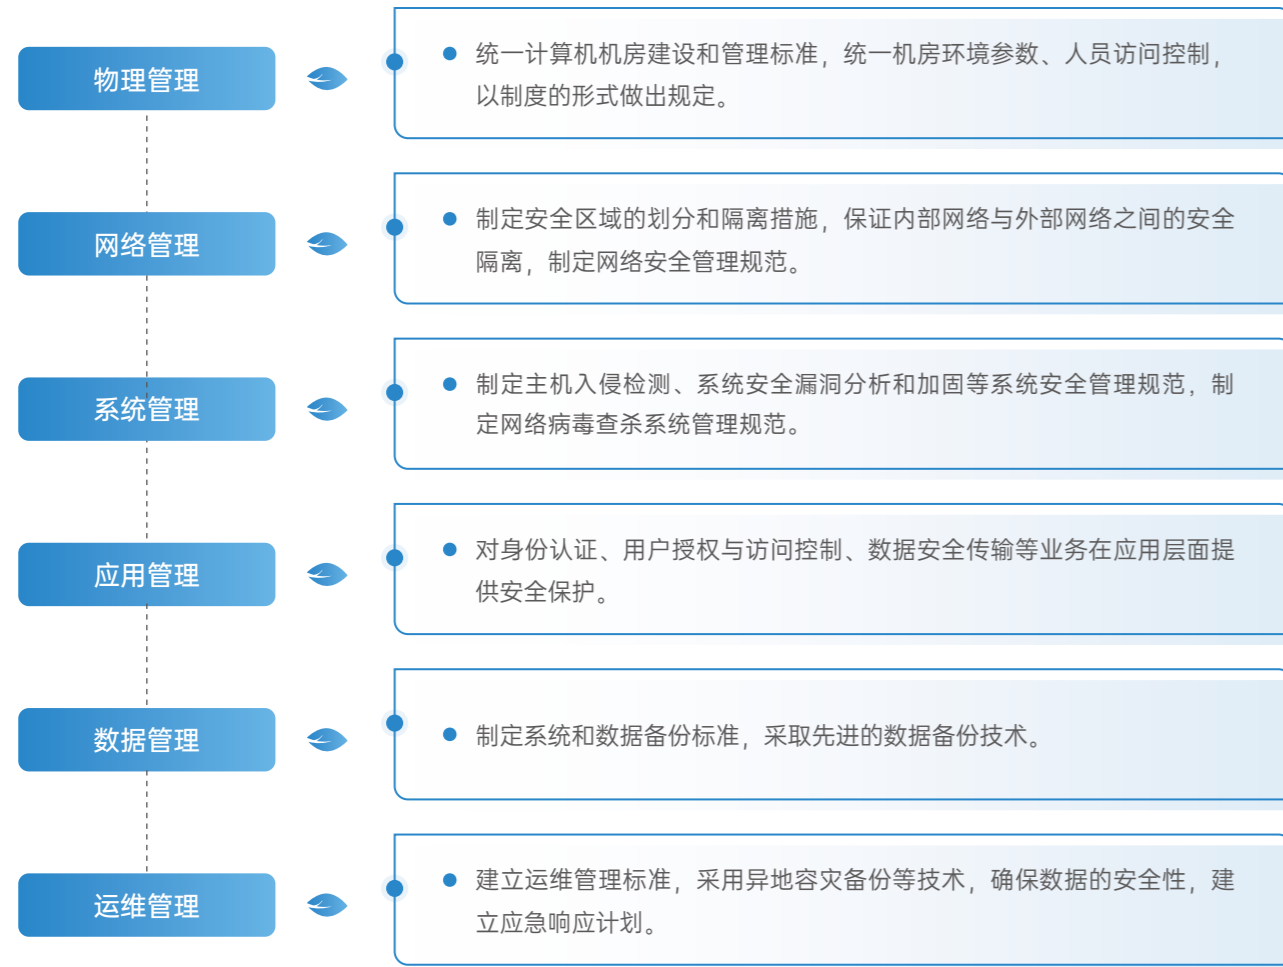 物理管理
统一计算机机房建设和管理标准，统一机房环境参数、人员访问控制，
以制度的形式做出规定。
网络管理
制定安全区域的划分和隔离措施，保证内部网络与外部网络之间的安全
隔离，制定网络安全管理规范。
系统管理
制定主机入侵检测、系统安全漏洞分析和加固等系统安全管理规范，制
定网络病毒查杀系统管理规范。
应用管理
对身份认证、用户授权与访问控制、数据安全传输等业务在应用层面提
供安全保护。
数据管理
制定系统和数据备份标准，采取先进的数据备份技术。
运维管理
建立运维管理标准，采用异地容灾备份等技术，确保数据的安全性，建
立应急响应计划。